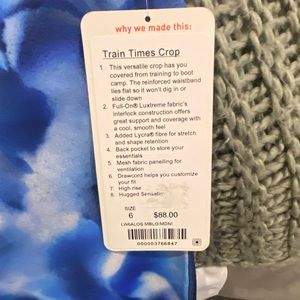 why we made this:
Train Times Crop
1. This versatile crop has you
covered from training to boot
camp. The reinforced waistband
lies flat so it won't dig in or
slide down
2. Full-On® Luxtreme fabric's
interlock construction offers
great support and coverage with
a cool, smooth feel
3. Added Lycra® fibre for stretch
and shape retention
4. Back pocket to store your
essentials
5. Mesh fabric panelling for
ventilation
6. Drawcord helps you customize
your fit
7. High rise
8. Hugged Sensation
SIZE
6 $88.00
LW6ALOS MBLO/MDNI
000003766847
4